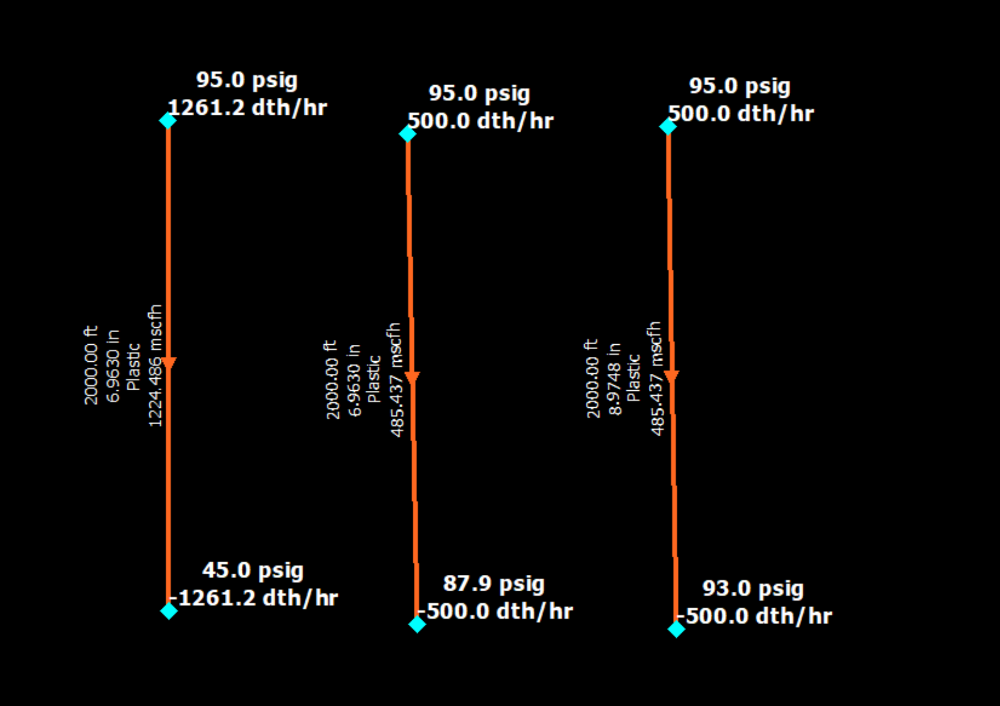 95.0 psig
1261.2 dth/hr
2000.00 ft
6.9630 in
Plastic
1224.486 mscfh
45.0 psig
-1261.2 dth/hr
95.0 psig
500.0 dth/hr
2000.00 ft
6.9630 in
Plastic
485.437 mscfh
87.9 psig
-500.0 dth/hr
95.0 psig
500.0 dth/hr
2000.00 ft
8.9748 in
Plastic
485.437 mscfh
93.0 psig
-500.0 dth/hr